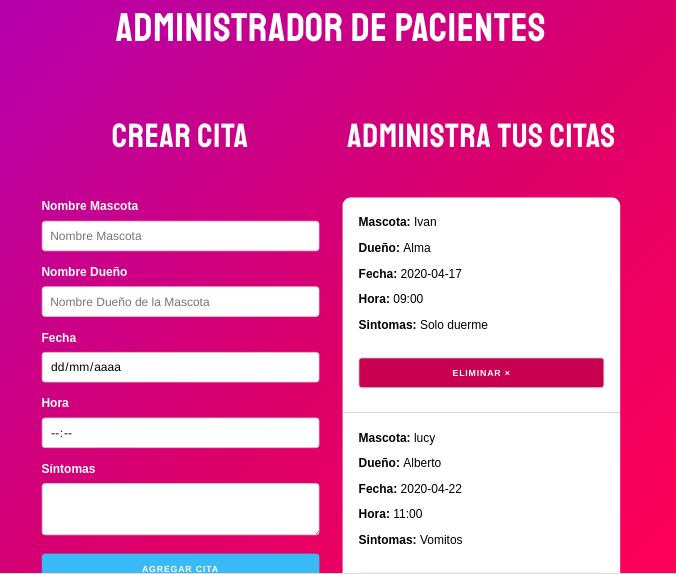 ADMINISTRADOR DE PACIENTES
CREAR CITA
Nombre Mascota
Nombre Mascota
Nombre Dueño
Nombre Dueño de la Mascota
Fecha
dd/mm/aaaa
Hora
--:--
Síntomas
AGREGAR CITA
ADMINISTRA TUS CITAS
Mascota: Ivan
Dueño: Alma
Fecha: 2020-04-17
Hora: 09:00
Sintomas: Solo duerme
ELIMINAR ×
Mascota: lucy
Dueño: Alberto
Fecha: 2020-04-22
Hora: 11:00
Sintomas: Vomitos